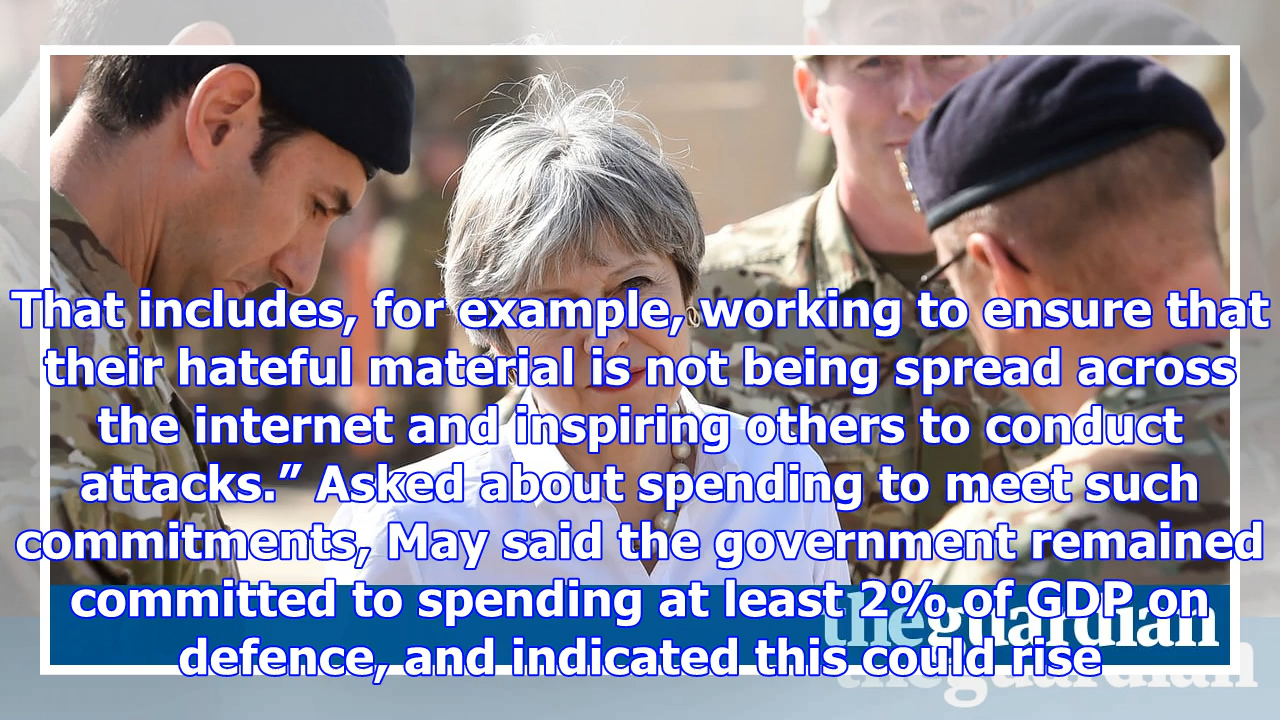 That includes, for example, working to ensure that
their hateful material is not being spread across
the internet and inspiring others to conduct
attacks.” Asked about spending to meet such
commitments, May said the government remained
committed to spending at least 2% of GDP on
defence, and indicated this could rise
theguardian
theguardian